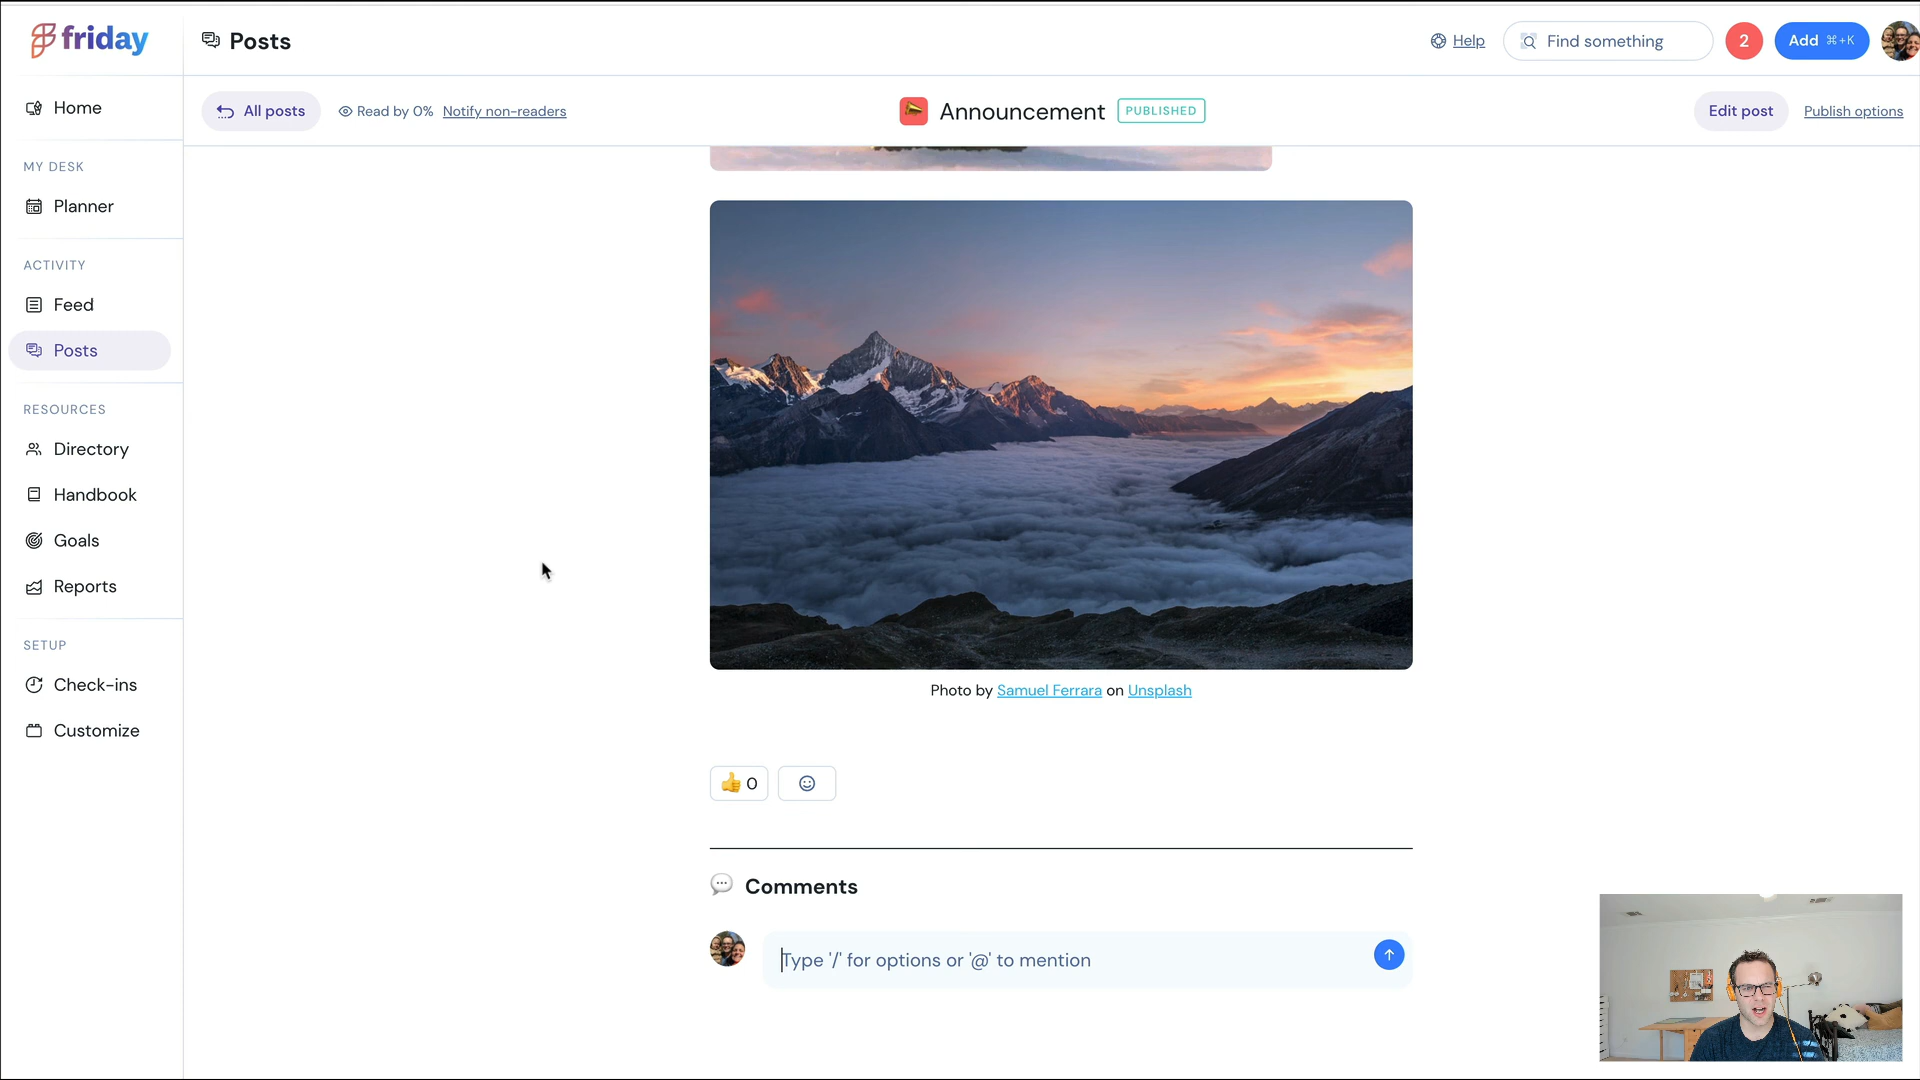 friday
Posts
Help
Find something
2
Add ⌘+K
Home
All posts
Read by 0% Notify non-readers
Announcement
PUBLISHED
Edit post
Publish options
MY DESK
Planner
ACTIVITY
Feed
Posts
RESOURCES
Directory
Handbook
Goals
Reports
SETUP
Check-ins
Customize
Photo by Samuel Ferrara on Unsplash
👍 0
Comments
Type '/' for options or '@' to mention